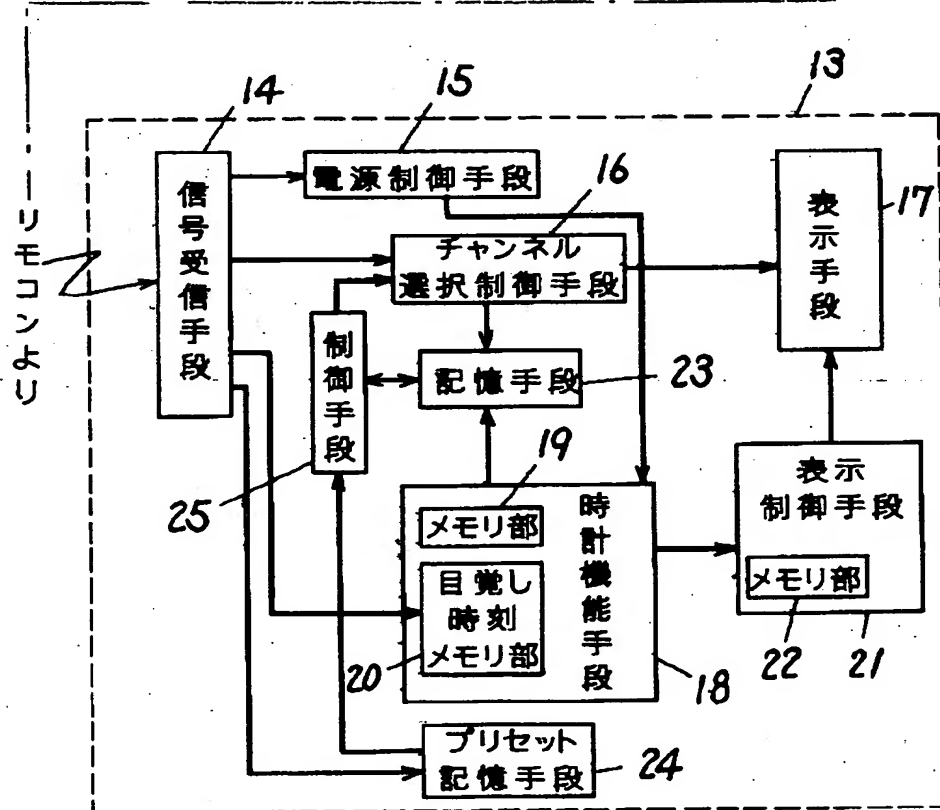 13
14
15
16
17
リモコンより
信号受信手段
電源制御手段
チャンネル
選択制御手段
表示手段
制御手段
25
記憶手段
23
19
メモリ部
目覚し
時刻
メモリ部
20
時計機能手段
18
表示
制御手段
メモリ部
22
21
プリセット
記憶手段
24